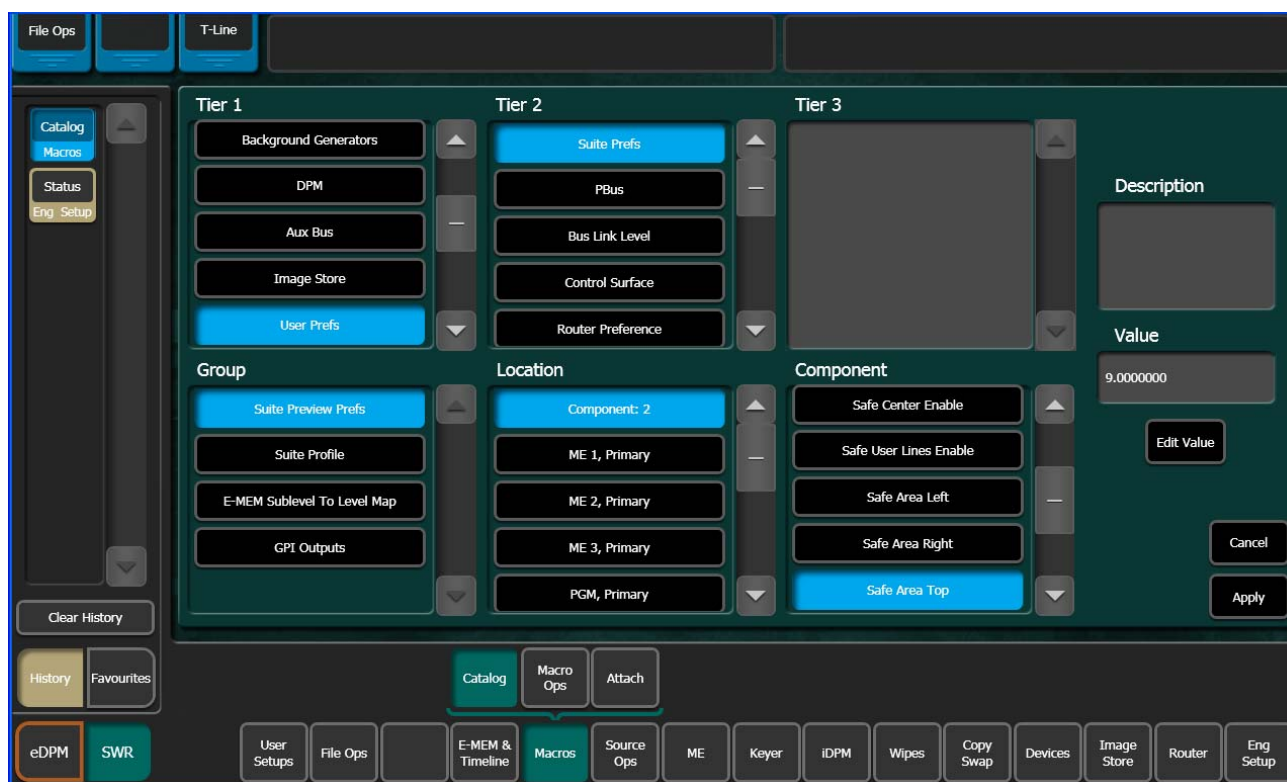 File Ops
T-Line
Catalog
Macros
Status
Eng Setup
Clear History
History
Favourites
Tier 1
Background Generators
DPM
Aux Bus
Image Store
User Prefs
Tier 2
Suite Prefs
PBus
Bus Link Level
Control Surface
Router Preference
Tier 3
Description
Value
9.0000000
Edit Value
Cancel
Apply
Group
Suite Preview Prefs
Suite Profile
E-MEM Sublevel To Level Map
GPI Outputs
Location
Component: 2
ME 1, Primary
ME 2, Primary
ME 3, Primary
PGM, Primary
Component
Safe Center Enable
Safe User Lines Enable
Safe Area Left
Safe Area Right
Safe Area Top
Catalog
Macro
Ops
Attach
eDPM
SWR
User
Setups
File Ops
E-MEM &
Timeline
Macros
Source
Ops
ME
Keyer
iDPM
Wipes
Copy
Swap
Devices
Image
Store
Router
Eng
Setup